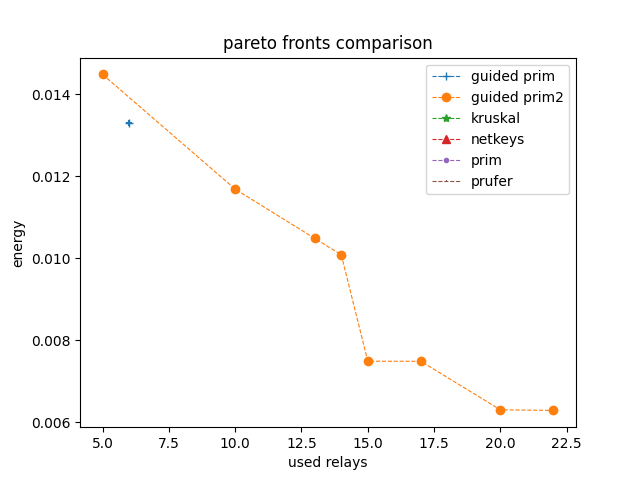 pareto fronts comparison
guided prim
guided prim2
kruskal
netkeys
prim
prufer
energy
0.014
0.012
0.010
0.008
0.006
5.0 7.5 10.0 12.5 15.0 17.5 20.0 22.5
used relays